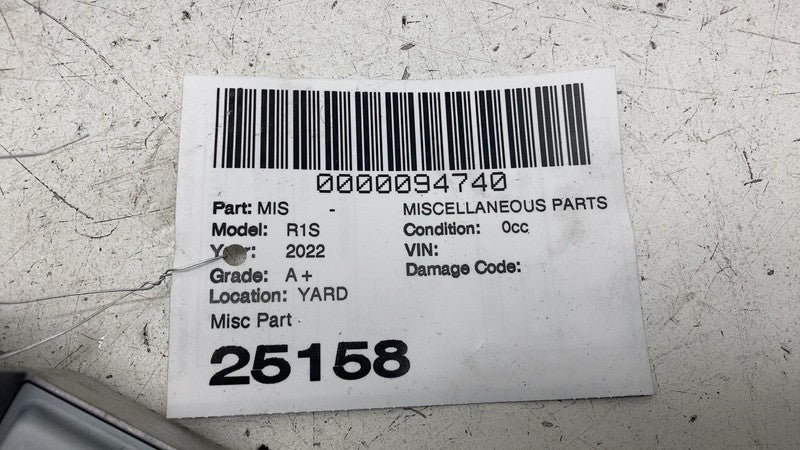 0000094740
Part: MIS - MISCELLANEOUS PARTS
Model: R1S Condition: 0cc
Year: 2022 VIN:
Grade: A+ Damage Code:
Location: YARD
Misc Part
25158